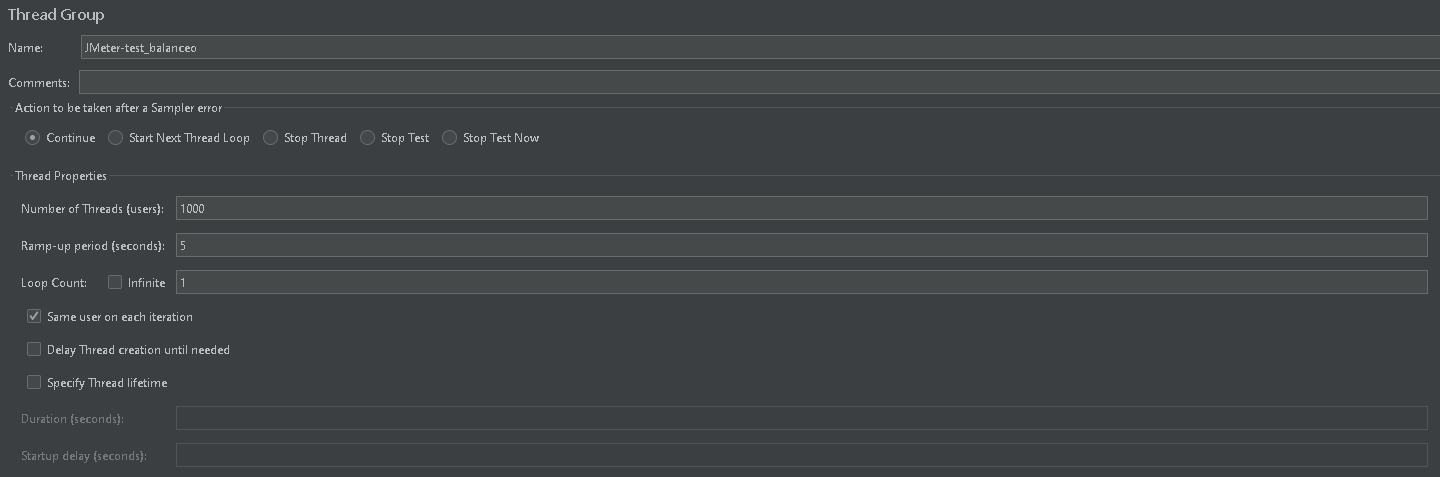 Thread Group
Name: JMeter-test_balanceo
Comments:
Action to be taken after a Sampler error
Continue Start Next Thread Loop Stop Thread Stop Test Stop Test Now
Thread Properties
Number of Threads (users): 1000
Ramp-up period (seconds): 5
Loop Count: Infinite 1
Same user on each iteration
Delay Thread creation until needed
Specify Thread lifetime
Duration (seconds):
Startup delay (seconds):